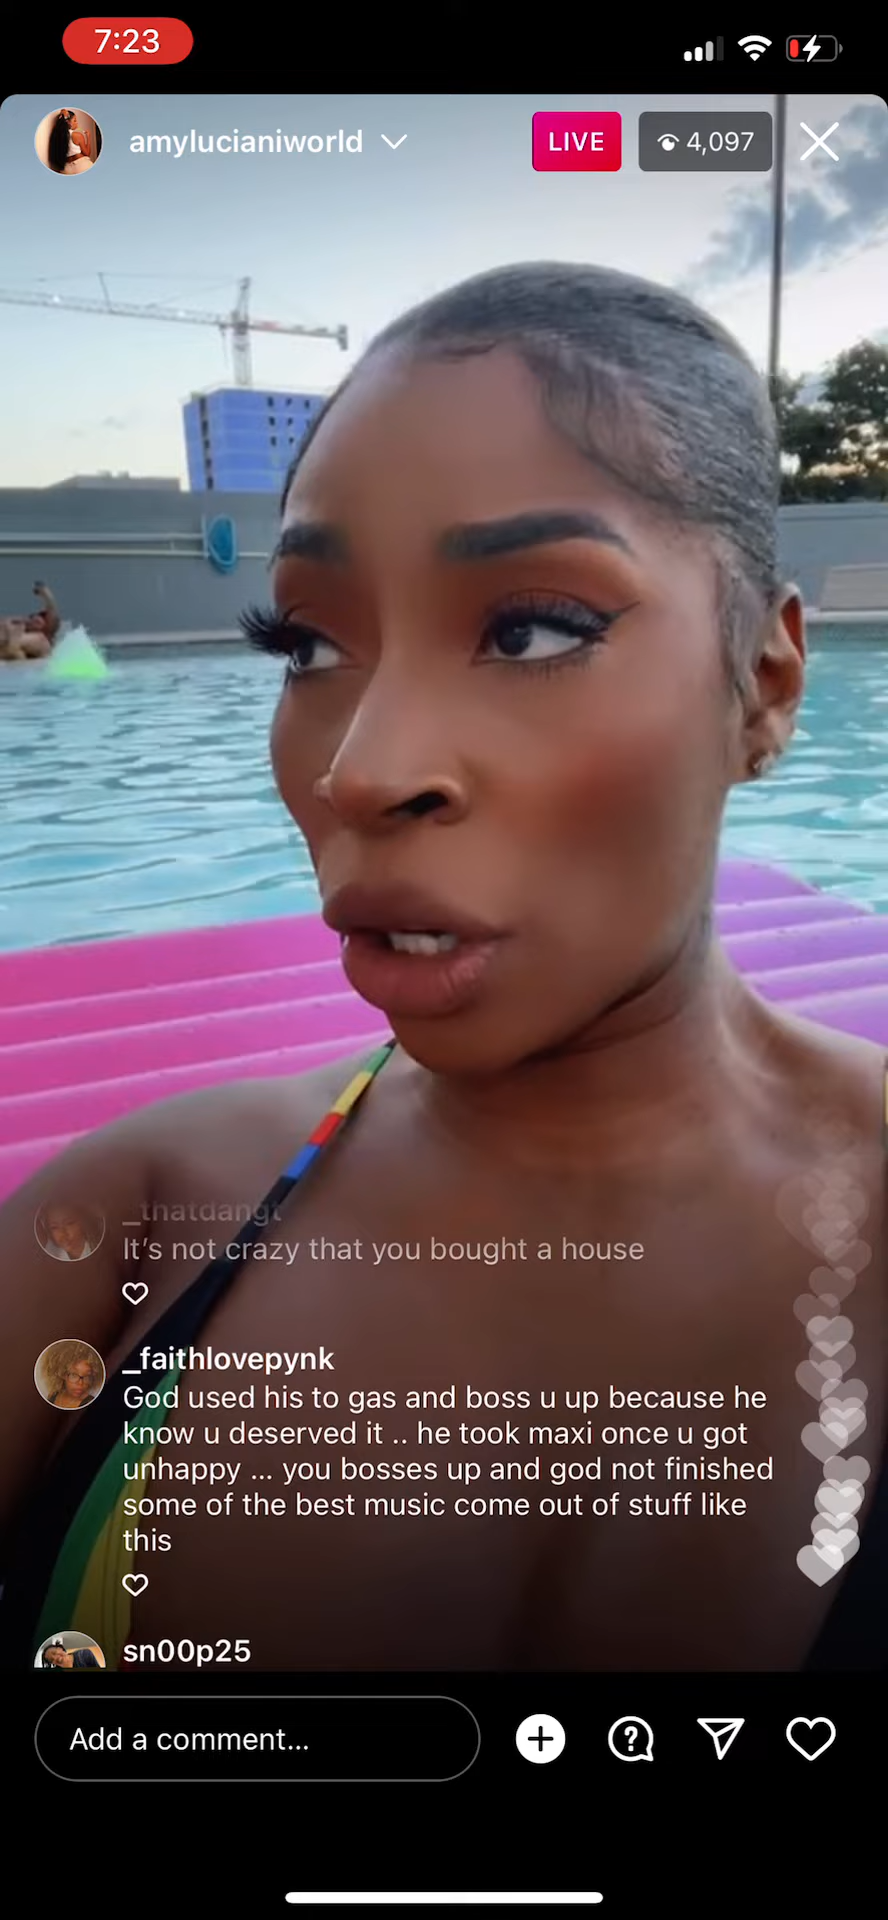 7:23
amylucianiworld
LIVE
4,097
_thatdangt
It’s not crazy that you bought a house
_faithlovepynk
God used his to gas and boss u up because he
know u deserved it .. he took maxi once u got
unhappy ... you bosses up and god not finished
some of the best music come out of stuff like
this
sn00p25
Add a comment...